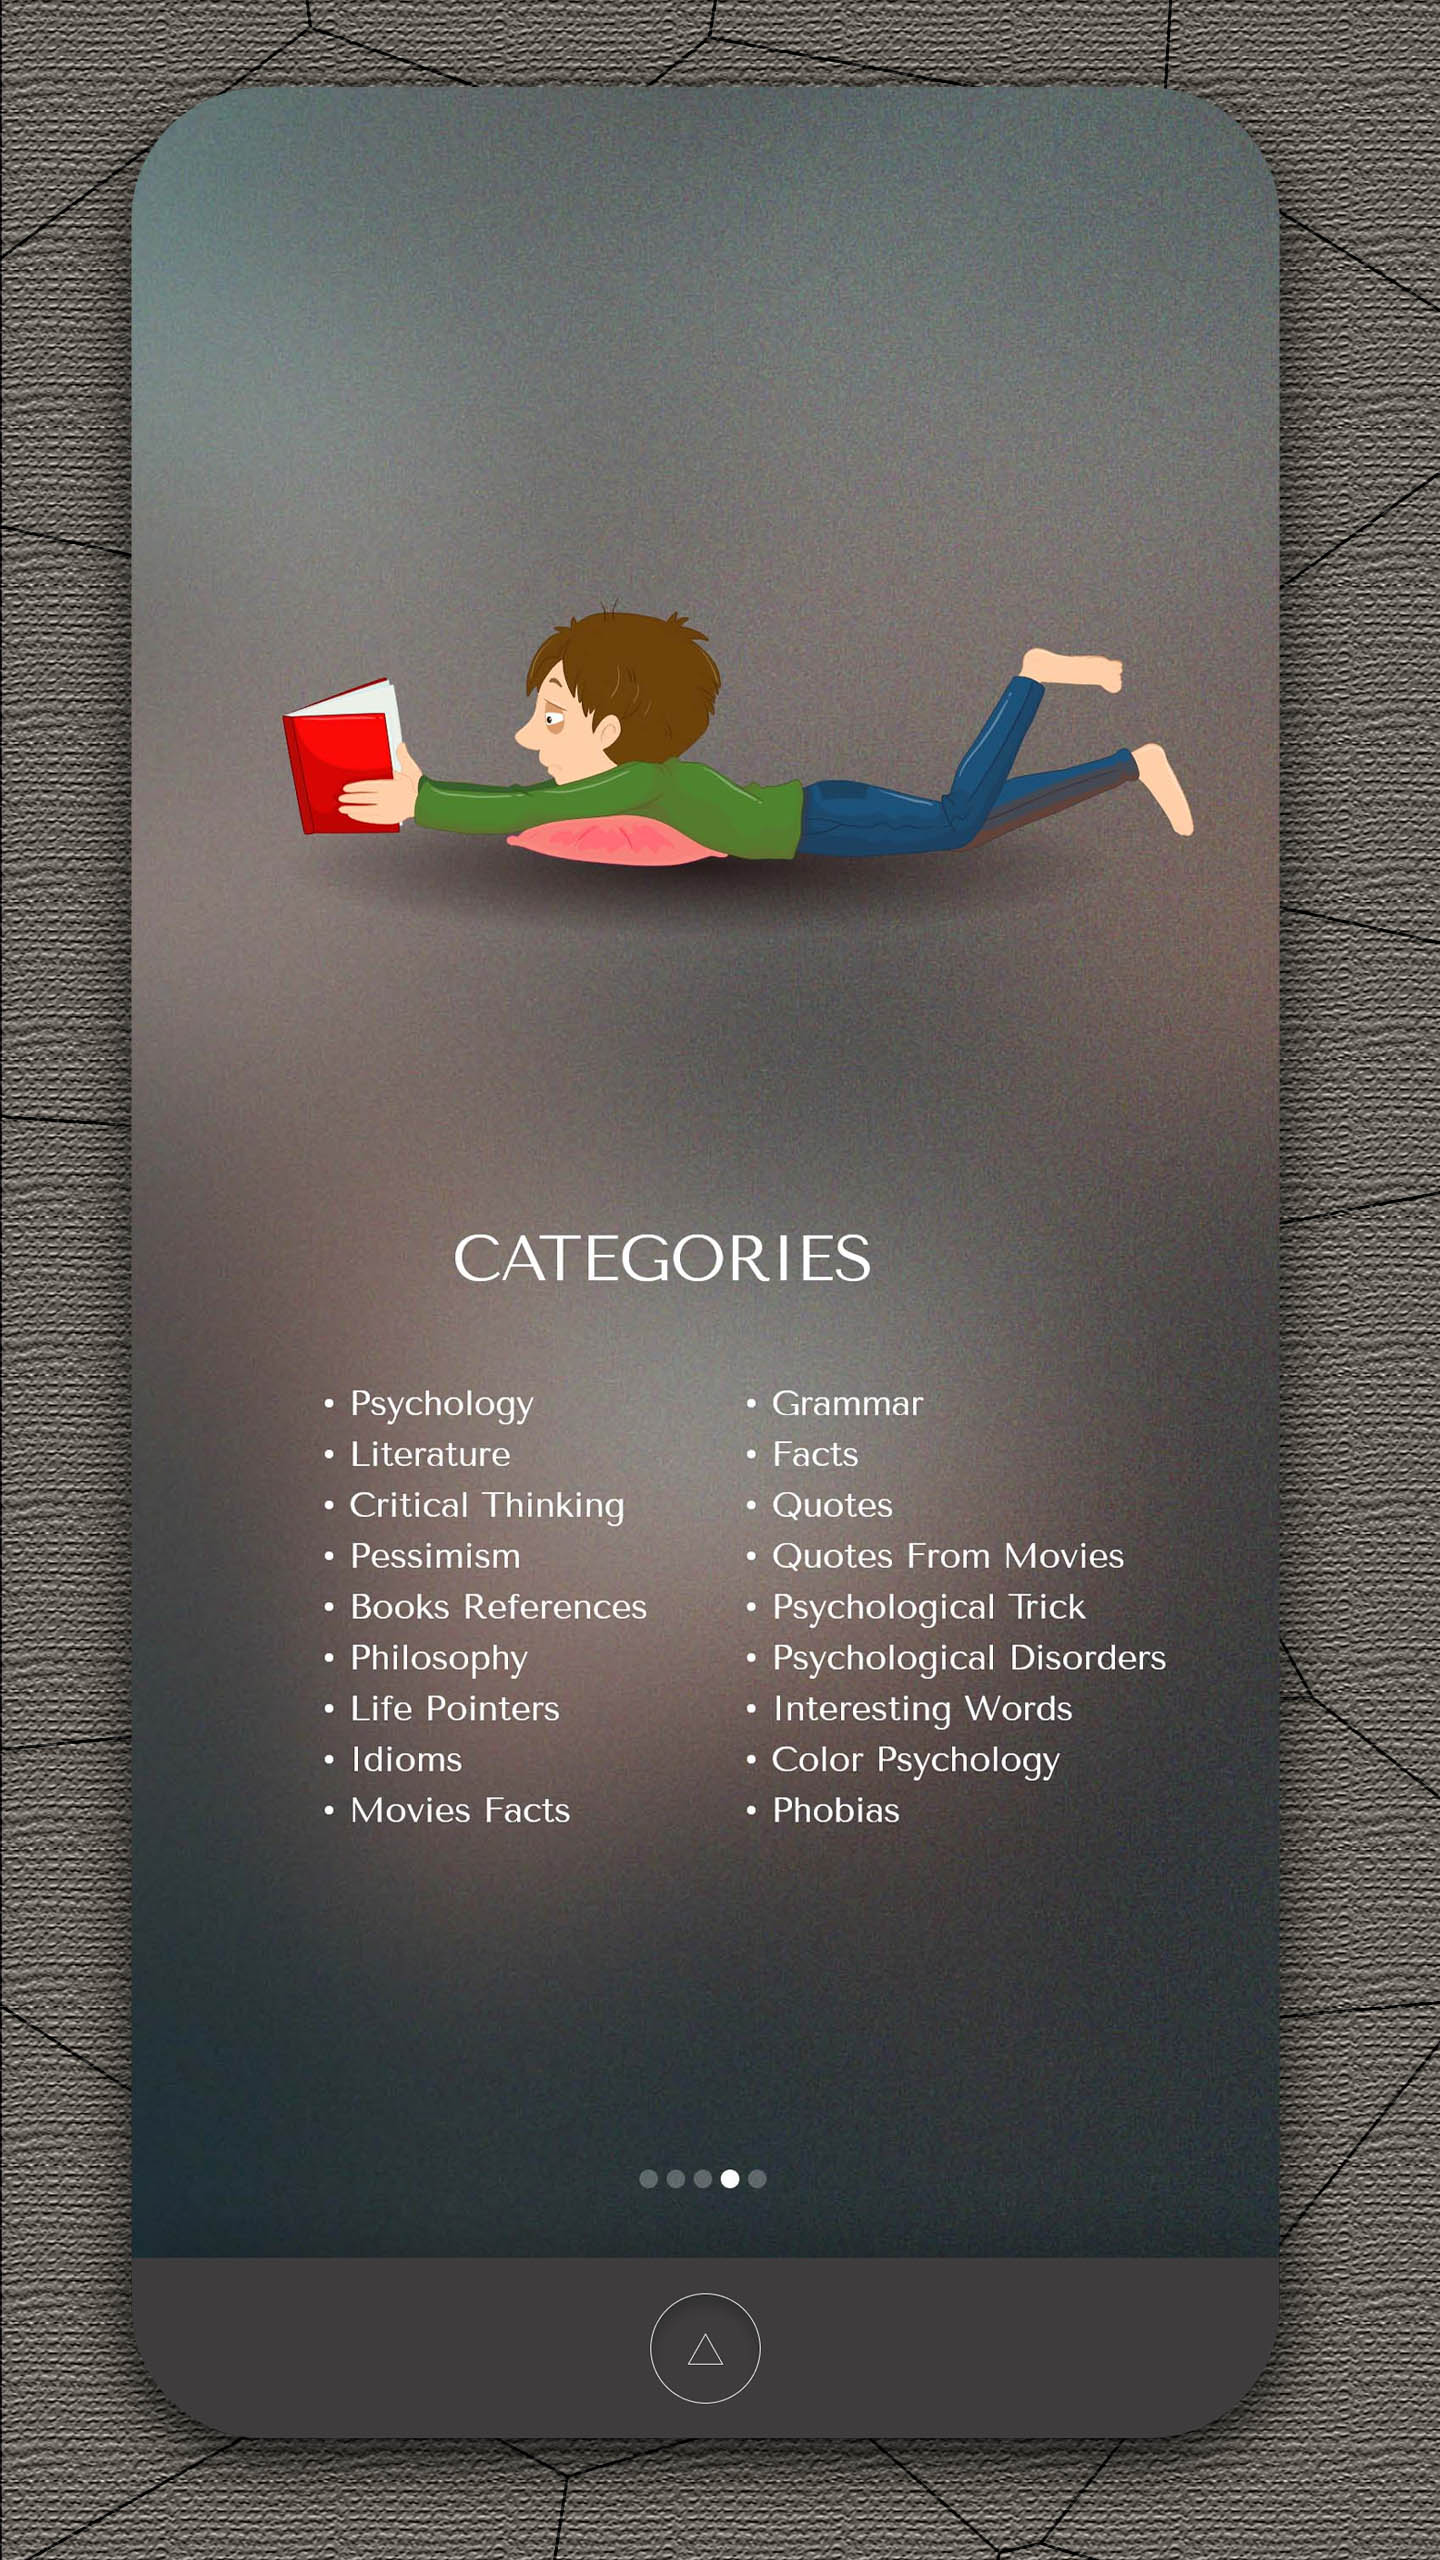 CATEGORIES
• Psychology
• Literature
• Critical Thinking
• Pessimism
• Books References
• Philosophy
• Life Pointers
• Idioms
• Movies Facts
• Grammar
• Facts
• Quotes
• Quotes From Movies
• Psychological Trick
• Psychological Disorders
• Interesting Words
• Color Psychology
• Phobias